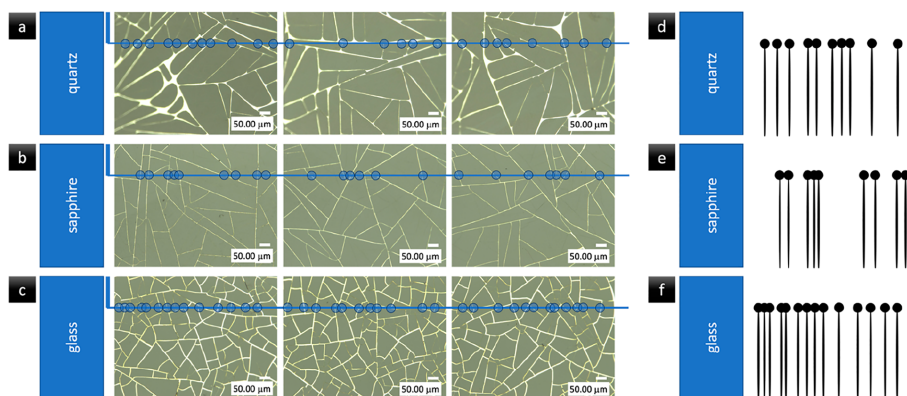 a
quartz
50.00 µm
50.00 µm
50.00 µm
d
quartz
b
sapphire
50.00 µm
50.00 µm
50.00 µm
e
sapphire
c
glass
50.00 µm
50.00 µm
50.00 µm
f
glass